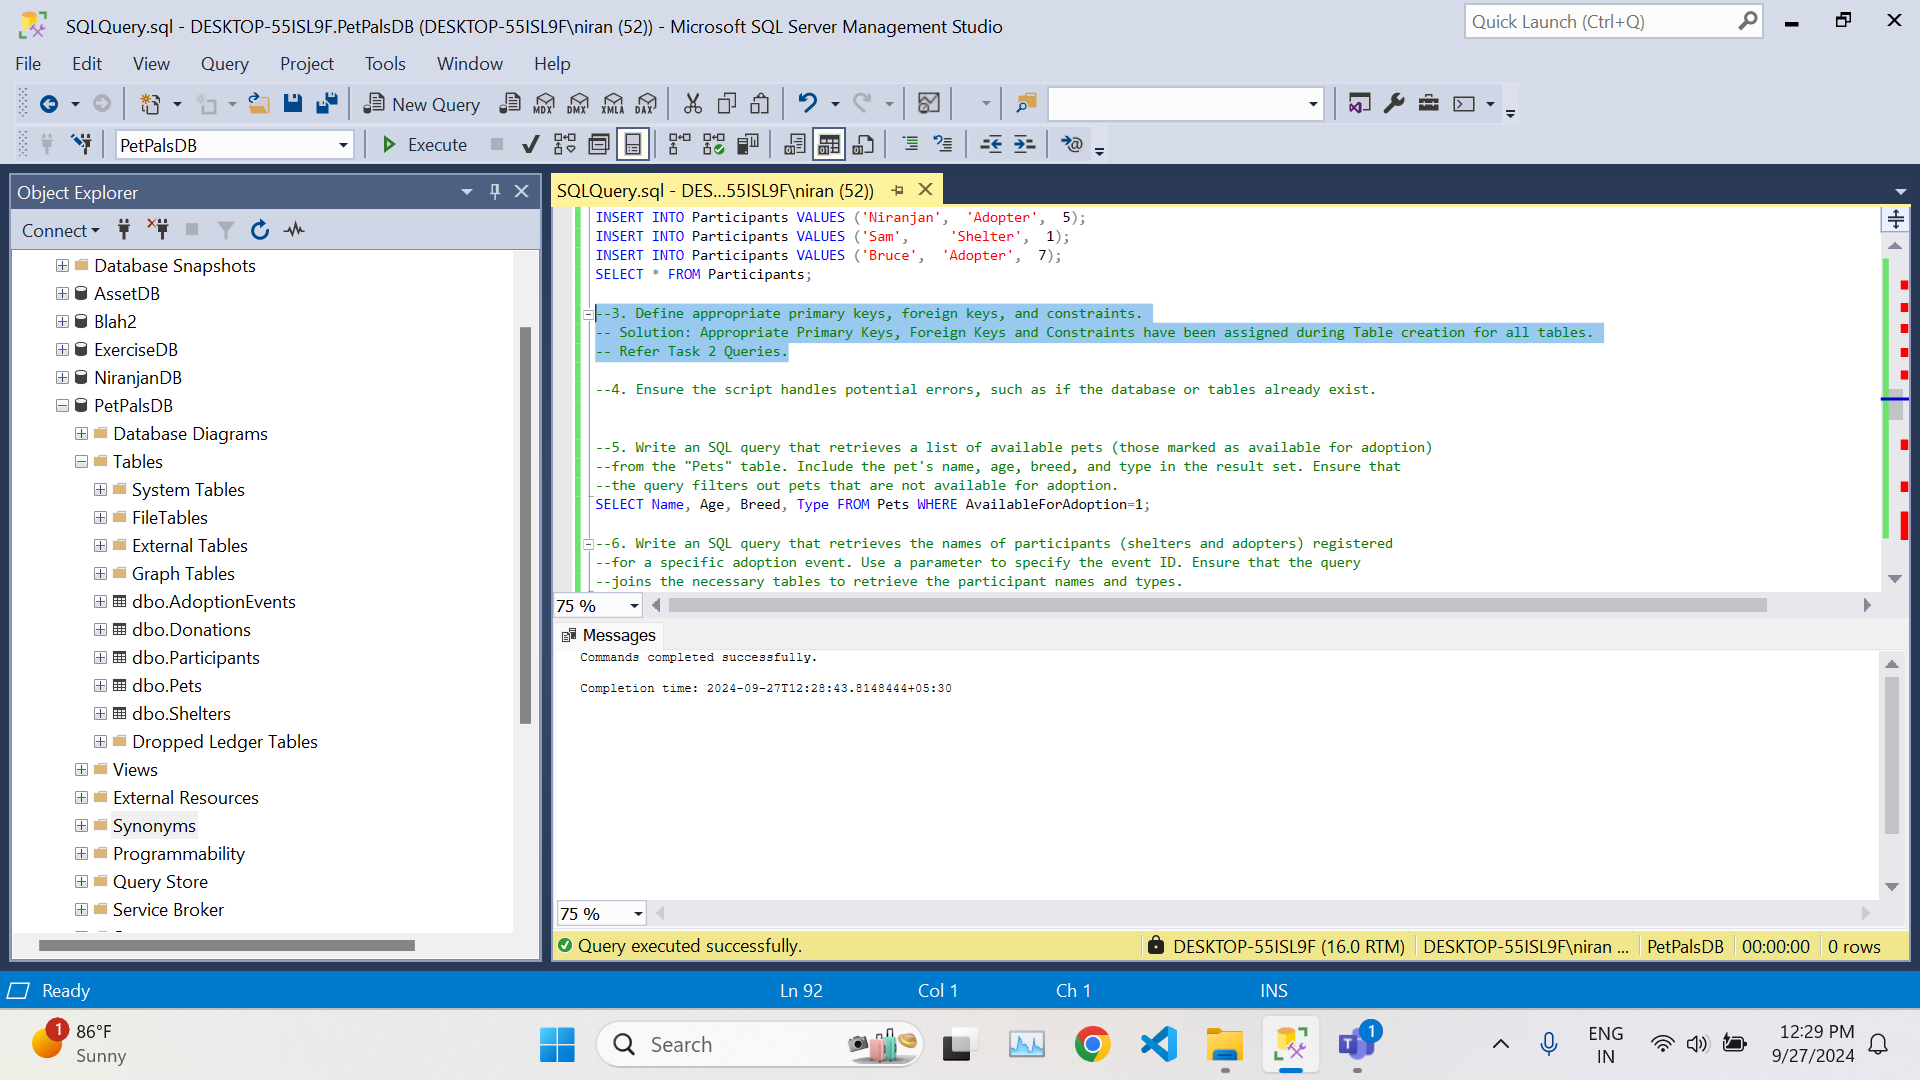 SQLQuery.sql - DESKTOP-55ISL9F.PetPalsDB (DESKTOP-55ISL9F\niran (52)) - Microsoft SQL Server Management Studio
Quick Launch (Ctrl+Q)
File Edit View Query Project Tools Window Help
New Query MDX DMX XMLA DAX
PetPalsDB Execute
Object Explorer
Connect
Database Snapshots
AssetDB
Blah2
ExerciseDB
NiranjanDB
PetPalsDB
Database Diagrams
Tables
System Tables
FileTables
External Tables
Graph Tables
dbo.AdoptionEvents
dbo.Donations
dbo.Participants
dbo.Pets
dbo.Shelters
Dropped Ledger Tables
Views
External Resources
Synonyms
Programmability
Query Store
Service Broker
SQLQuery.sql - DES...55ISL9F\niran (52))
INSERT INTO Participants VALUES ('Niranjan', 'Adopter', 5);
INSERT INTO Participants VALUES ('Sam', 'Shelter', 1);
INSERT INTO Participants VALUES ('Bruce', 'Adopter', 7);
SELECT * FROM Participants;
--3. Define appropriate primary keys, foreign keys, and constraints.
-- Solution: Appropriate Primary Keys, Foreign Keys and Constraints have been assigned during Table creation for all tables.
-- Refer Task 2 Queries.
--4. Ensure the script handles potential errors, such as if the database or tables already exist.
--5. Write an SQL query that retrieves a list of available pets (those marked as available for adoption)
--from the "Pets" table. Include the pet's name, age, breed, and type in the result set. Ensure that
--the query filters out pets that are not available for adoption.
SELECT Name, Age, Breed, Type FROM Pets WHERE AvailableForAdoption=1;
--6. Write an SQL query that retrieves the names of participants (shelters and adopters) registered
--for a specific adoption event. Use a parameter to specify the event ID. Ensure that the query
--joins the necessary tables to retrieve the participant names and types.
75 %
Messages
Commands completed successfully.
Completion time: 2024-09-27T12:28:43.8148444+05:30
75 %
Query executed successfully. DESKTOP-55ISL9F (16.0 RTM) DESKTOP-55ISL9F\niran ... PetPalsDB 00:00:00 0 rows
Ready Ln 92 Col 1 Ch 1 INS
1 86°F
Sunny
Search
1
ENG
IN
12:29 PM
9/27/2024